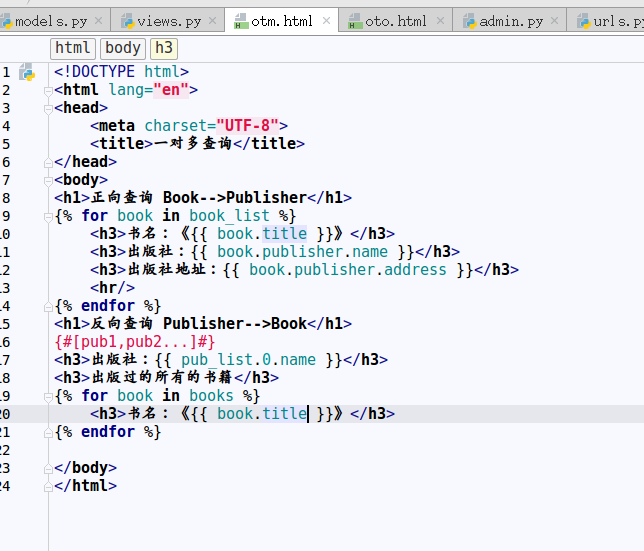 models.py × views.py × otm.html × oto.html × admin.py × urls.py
html body h3
1 <!DOCTYPE html>
2 <html lang="en">
3 <head>
4 <meta charset="UTF-8">
5 <title>一对多查询</title>
6 </head>
7 <body>
8 <h1>正向查询 Book-->Publisher</h1>
9 {% for book in book_list %}
10 <h3>书名：《{{ book.title }}》</h3>
11 <h3>出版社：{{ book.publisher.name }}</h3>
12 <h3>出版社地址：{{ book.publisher.address }}</h3>
13 <hr/>
14 {% endfor %}
15 <h1>反向查询 Publisher-->Book</h1>
16 {#[pub1,pub2...]#}
17 <h3>出版社：{{ pub_list.0.name }}</h3>
18 <h3>出版过的所有的书籍</h3>
19 {% for book in books %}
20 <h3>书名：《{{ book.title }}》</h3>
21 {% endfor %}
22
23 </body>
24 </html>